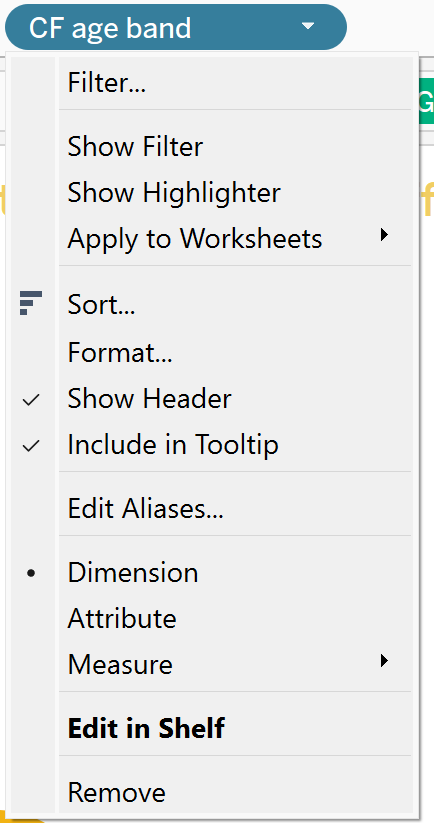 CF age band
Filter...
G
Show Filter
Show Highlighter
Apply to Worksheets
Sort...
Format...
Show Header
Include in Tooltip
Edit Aliases...
Dimension
Attribute
Measure
Edit in Shelf
Remove